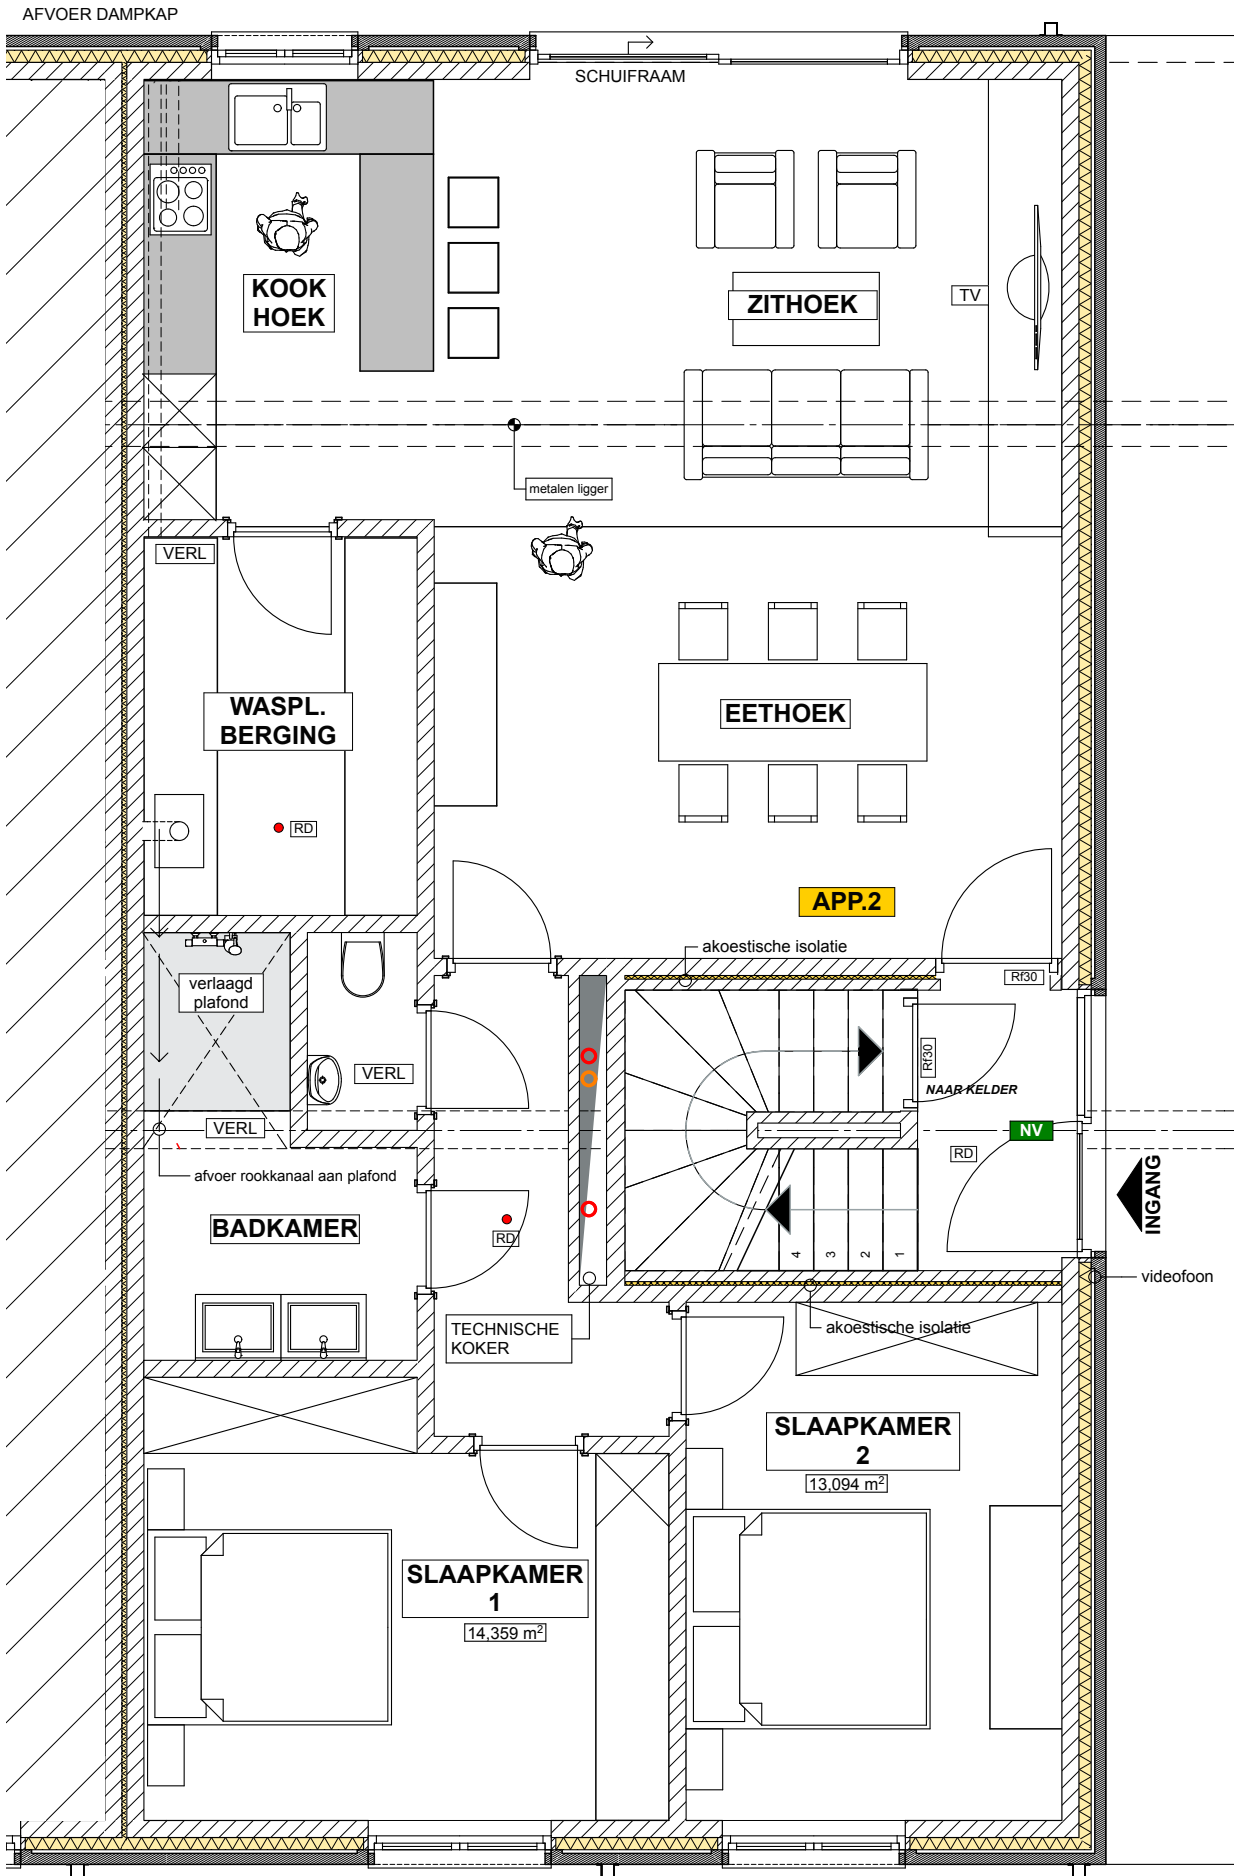 AFVOER DAMPKAP
SCHUIFRAAM
KOOK
HOEK
ZITHOEK
TV
metalen ligger
VERL
WASPL.
BERGING
EETHOEK
RD
APP.2
akoestische isolatie
verlaagd
plafond
Rf30
Rf30
VERL
NAAR KELDER
VERL
NV
RD
INGANG
afvoer rookkanaal aan plafond
BADKAMER
RD
4 3 2 1
videofoon
TECHNISCHE
KOKER
akoestische isolatie
SLAAPKAMER
2
13,094 m²
SLAAPKAMER
1
14,359 m²